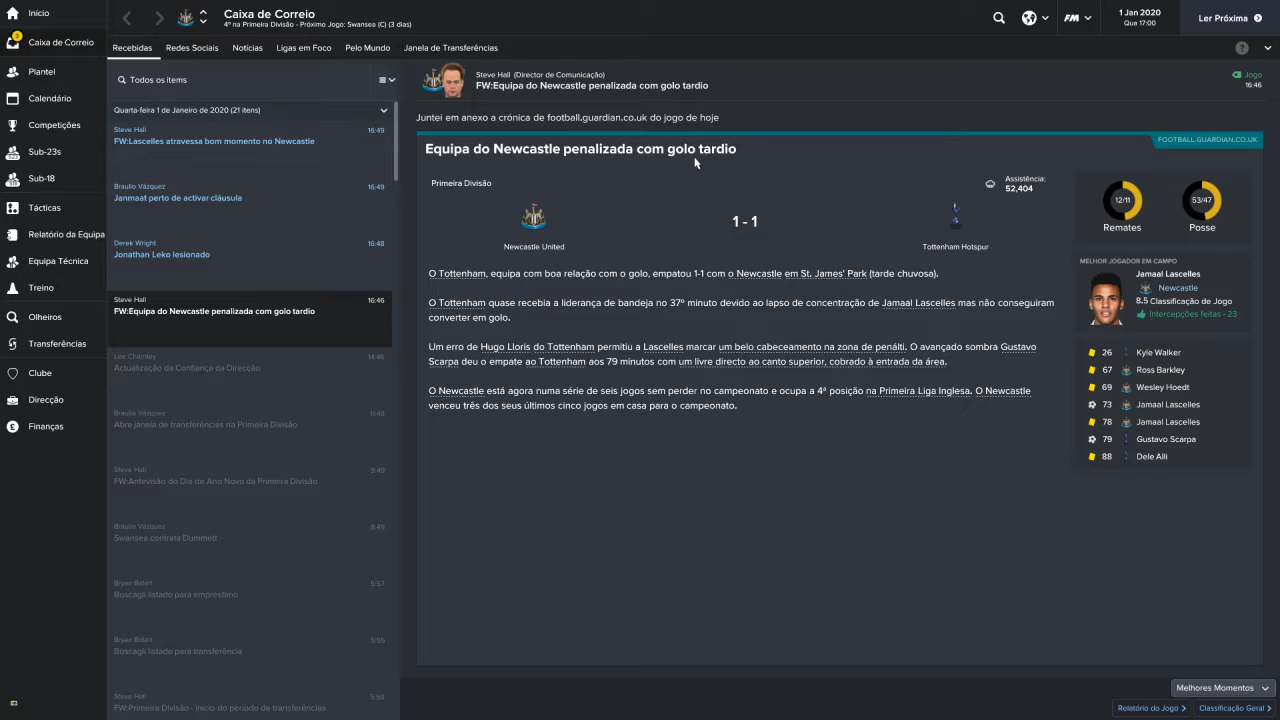 Início
3
Caixa de Correio
Plantel
Calendário
Competições
Sub-23s
Sub-18
Tácticas
Relatório da Equipa
Equipa Técnica
Treino
Olheiros
Transferências
Clube
Direcção
Finanças
Caixa de Correio
4º na Primeira Divisão - Próximo Jogo: Swansea (C) (3 dias)
FM
1 Jan 2020
Qua 17:00
Ler Próxima
Recebidas
Redes Sociais
Notícias
Ligas em Foco
Pelo Mundo
Janela de Transferências
?
Todos os items
Quarta-feira 1 de Janeiro de 2020 (21 itens)
Steve Hall 16:49
FW:Lascelles atravessa bom momento no Newcastle
Braulio Vázquez 16:49
Janmaat perto de activar cláusula
Derek Wright 16:48
Jonathan Leko lesionado
Steve Hall 16:46
FW:Equipa do Newcastle penalizada com golo tardio
Lee Charnley 14:46
Actualização da Confiança da Direcção
Braulio Vázquez 11:48
Abre janela de transferências na Primeira Divisão
Steve Hall 9:49
FW:Antevisão do Dia de Ano Novo da Primeira Divisão
Braulio Vázquez 8:49
Swansea contrata Dummett
Bryan Bidart 5:57
Boscagli listado para empréstimo
Bryan Bidart 5:55
Boscagli listado para transferência
Steve Hall 5:50
FW:Primeira Divisão - início do período de transferências
Steve Hall (Director de Comunicação)
FW:Equipa do Newcastle penalizada com golo tardio
Jogo
16:46
Juntei em anexo a crónica de football.guardian.co.uk do jogo de hoje
FOOTBALL.GUARDIAN.CO.UK
Equipa do Newcastle penalizada com golo tardio
Primeira Divisão
Assistência:
52,404
1 - 1
Newcastle United
Tottenham Hotspur
O Tottenham, equipa com boa relação com o golo, empatou 1-1 com o Newcastle em St. James' Park (tarde chuvosa).
O Tottenham quase recebia a liderança de bandeja no 37º minuto devido ao lapso de concentração de Jamaal Lascelles mas não conseguiram
converter em golo.
Um erro de Hugo Lloris do Tottenham permitiu a Lascelles marcar um belo cabeceamento na zona de penálti. O avançado sombra Gustavo
Scarpa deu o empate ao Tottenham aos 79 minutos com um livre directo ao canto superior, cobrado à entrada da área.
O Newcastle está agora numa série de seis jogos sem perder no campeonato e ocupa a 4ª posição na Primeira Liga Inglesa. O Newcastle
venceu três dos seus últimos cinco jogos em casa para o campeonato.
12/11
53/47
Remates
Posse
MELHOR JOGADOR EM CAMPO
Jamaal Lascelles
Newcastle
8.5 Classificação de Jogo
Intercepções feitas - 23
26 Kyle Walker
67 Ross Barkley
69 Wesley Hoedt
73 Jamaal Lascelles
78 Jamaal Lascelles
79 Gustavo Scarpa
88 Dele Alli
Melhores Momentos
Relatório do Jogo
Classificação Geral